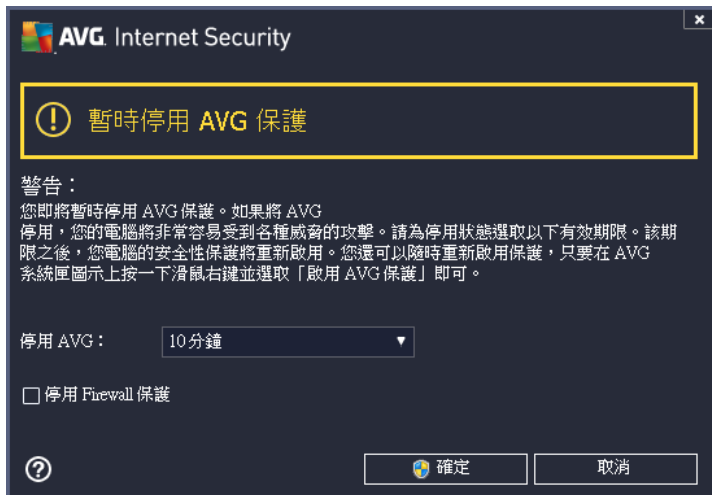 AVG. Internet Security
暫時停用 AVG 保護
警告：
您即將暫時停用 AVG 保護。如果將 AVG
停用，您的電腦將非常容易受到各種威脅的攻擊。請為停用狀態選取以下有效期限。該期
限之後，您電腦的安全性保護將重新啟用。您還可以隨時重新啟用保護，只要在 AVG
系統匣圖示上按一下滑鼠右鍵並選取「啟用 AVG 保護」即可。
停用 AVG： 10 分鐘
停用 Firewall 保護
確定 取消